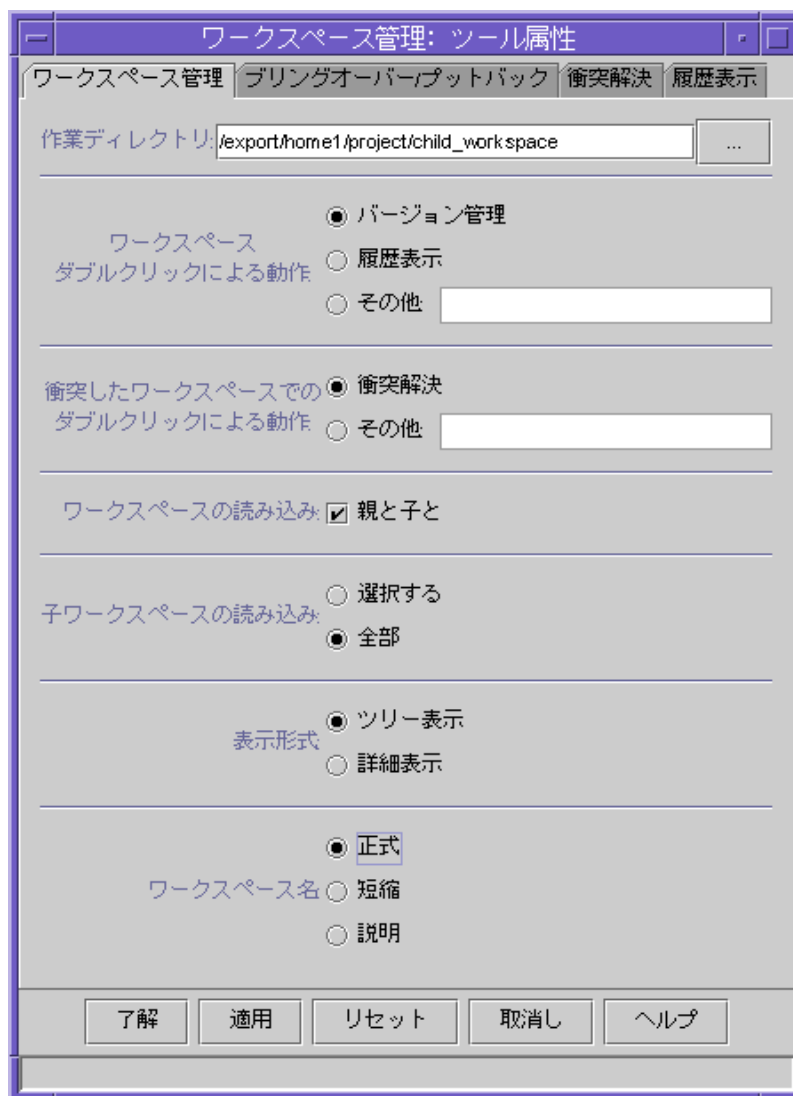 ワークスペース管理: ツール属性
ワークスペース管理 ブリングオーバー/プットバック 衝突解決 履歴表示
作業ディレクトリ: /export/home1/project/child_workspace ...
バージョン管理
ワークスペース
ダブルクリックによる動作:
履歴表示
その他:
衝突したワークスペースでの
ダブルクリックによる動作:
衝突解決
その他:
ワークスペースの読み込み: 親と子と
子ワークスペースの読み込み:
選択する
全部
表示形式:
ツリー表示
詳細表示
ワークスペース名:
正式
短縮
説明
了解 適用 リセット 取消し ヘルプ